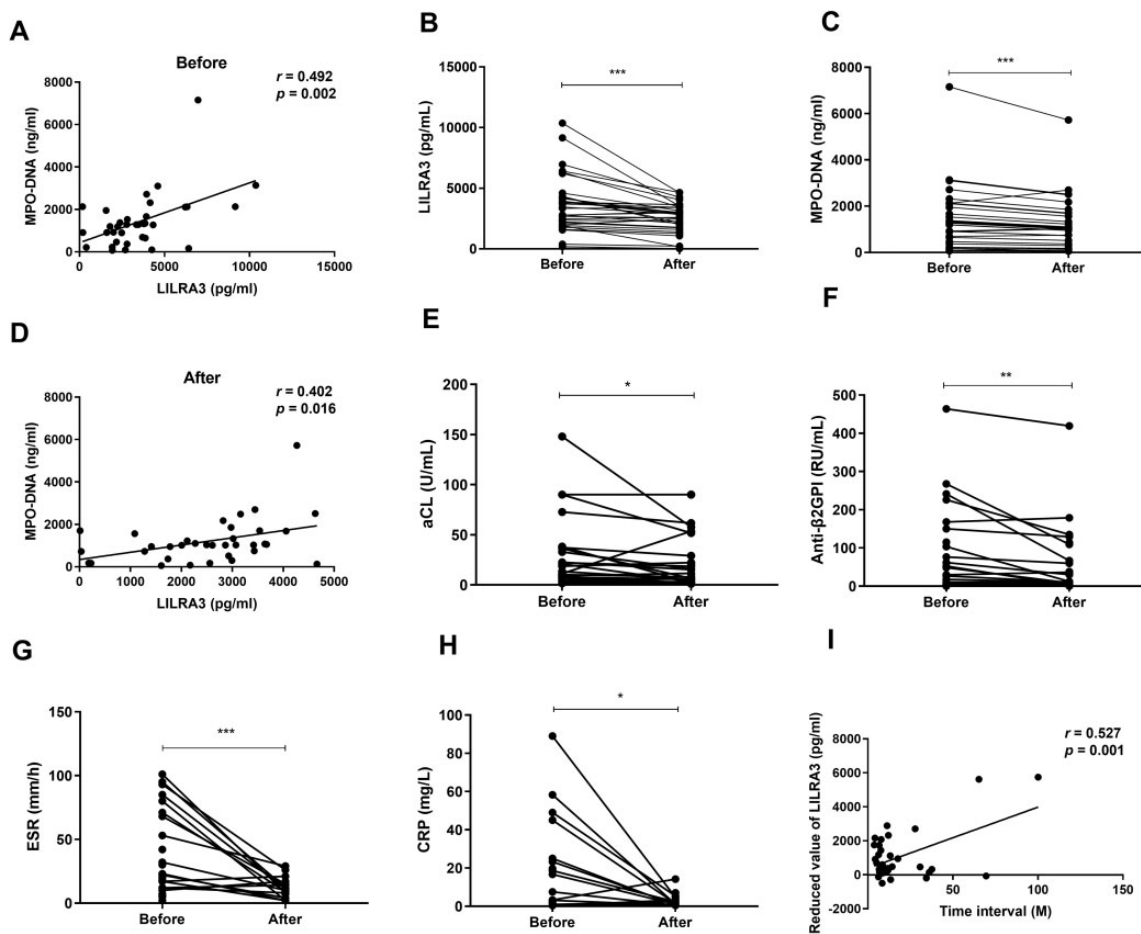 A
Before
r = 0.492
p = 0.002
MPO-DNA (ng/ml)
8000
6000
4000
2000
0
0 5000 10000 15000
LILRA3 (pg/ml)
B
***
LILRA3 (pg/mL)
15000
10000
5000
0
Before After
C
***
MPO-DNA (ng/ml)
8000
6000
4000
2000
0
Before After
D
After
r = 0.402
p = 0.016
MPO-DNA (ng/ml)
8000
6000
4000
2000
0
0 1000 2000 3000 4000 5000
LILRA3 (pg/ml)
E
*
aCL (U/mL)
200
150
100
50
0
Before After
F
**
Anti-β2GPI (RU/mL)
500
400
300
200
100
0
Before After
G
***
ESR (mm/h)
150
100
50
0
Before After
H
*
CRP (mg/L)
100
80
60
40
20
0
Before After
I
r = 0.527
p = 0.001
Reduced value of LILRA3 (pg/ml)
8000
6000
4000
2000
0
-2000
50 100 150
Time interval (M)